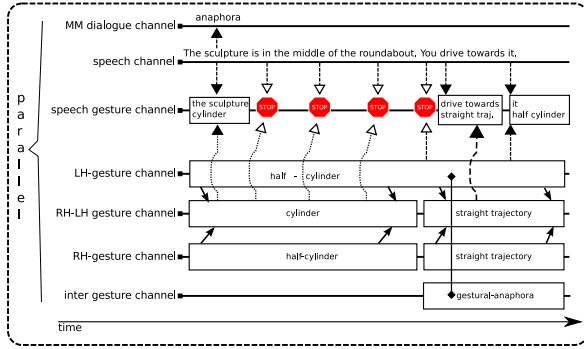 anaphora
MM dialogue channel
The sculpture is in the middle of the roundabout. You drive towards it.
speech channel
speech gesture channel
the sculpture
cylinder
STOP
STOP
STOP
STOP
drive towards
straight traj.
it
half cylinder
parallel
LH-gesture channel
half - cylinder
RH-LH gesture channel
cylinder
straight trajectory
RH-gesture channel
half-cylinder
straight trajectory
inter gesture channel
gestural-anaphora
time